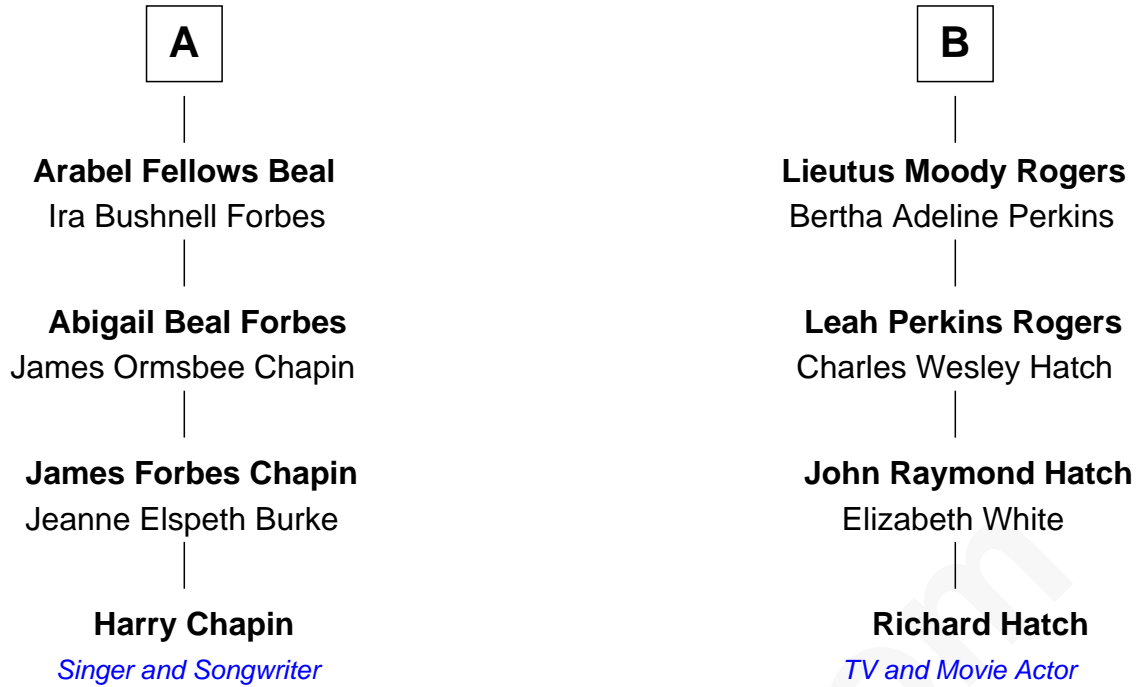 A
Arabel Fellows Beal
Ira Bushnell Forbes
Abigail Beal Forbes
James Ormsbee Chapin
James Forbes Chapin
Jeanne Elspeth Burke
Harry Chapin
Singer and Songwriter
B
Lieutus Moody Rogers
Bertha Adeline Perkins
Leah Perkins Rogers
Charles Wesley Hatch
John Raymond Hatch
Elizabeth White
Richard Hatch
TV and Movie Actor